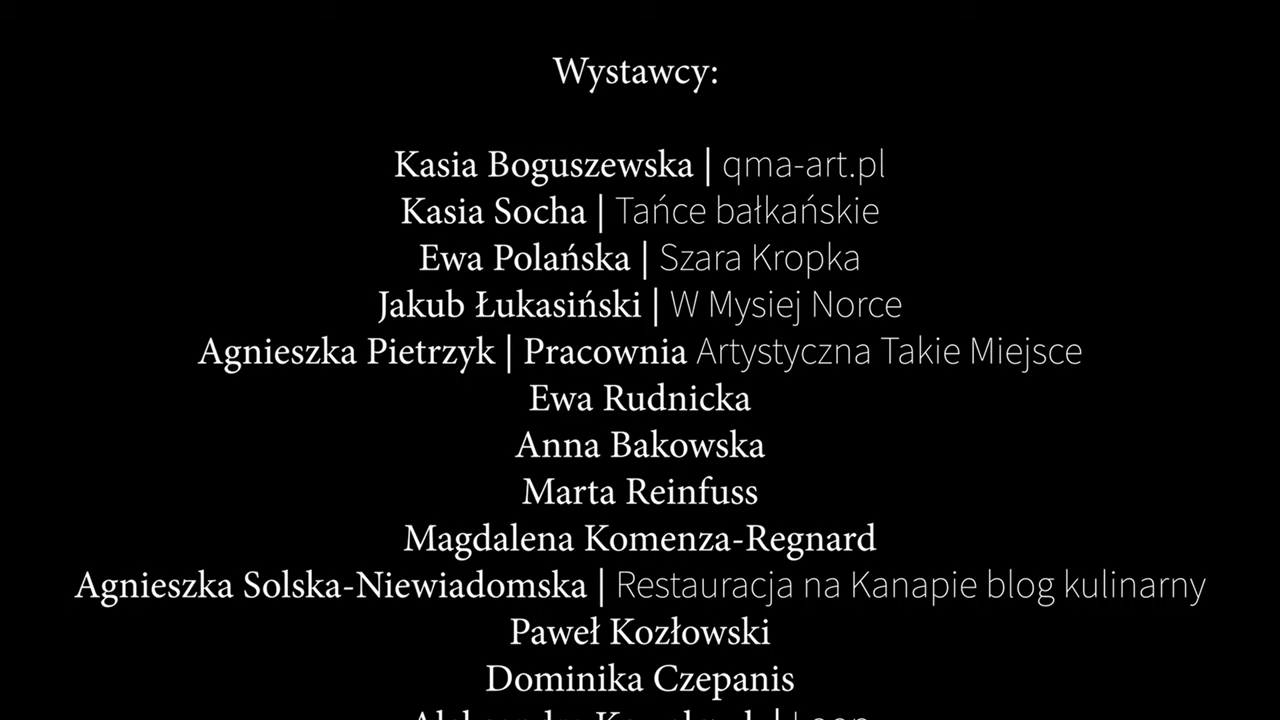 Wystawcy:
Kasia Boguszewska | qma-art.pl
Kasia Socha | Tańce bałkańskie
Ewa Polańska | Szara Kropka
Jakub Łukasiński | W Mysiej Norce
Agnieszka Pietrzyk | Pracownia Artystyczna Takie Miejsce
Ewa Rudnicka
Anna Bakowska
Marta Reinfuss
Magdalena Komenza-Regnard
Agnieszka Solska-Niewiadomska | Restauracja na Kanapie blog kulinarny
Paweł Kozłowski
Dominika Czepanis